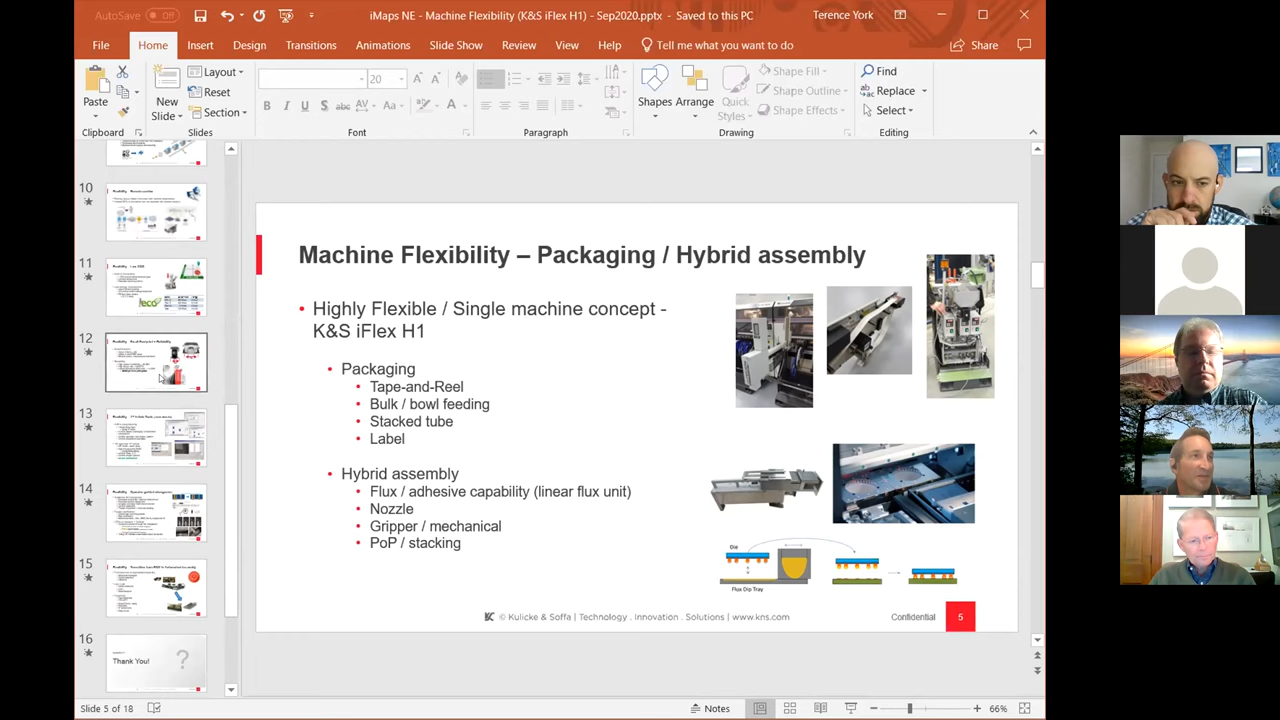 AutoSave Off
iMaps NE - Machine Flexibility (K&S iFlex H1) - Sep2020.pptx - Saved to this PC
Terence York
File Home Insert Design Transitions Animations Slide Show Review View Help Tell me what you want to do Share
Paste
Clipboard
New
Slide
Layout
Reset
Section
Slides
20
B I U S abc AV Aa A
Font
Paragraph
Shapes
Arrange
Quick
Styles
Shape Fill
Shape Outline
Shape Effects
Drawing
Find
Replace
Select
Editing
10
11
12
13
14
15
16
Thank You!
Machine Flexibility – Packaging / Hybrid assembly
• Highly Flexible / Single machine concept -
K&S iFlex H1
• Packaging
• Tape-and-Reel
• Bulk / bowl feeding
• Stacked tube
• Label
• Hybrid assembly
• Flux / adhesive capability (lineat flux unit)
• Nozzle
• Gripper / mechanical
• PoP / stacking
Die
Flux Dip Tray
© Kulicke & Soffa | Technology . Innovation . Solutions | www.kns.com
Confidential
5
Slide 5 of 18
Notes
66%